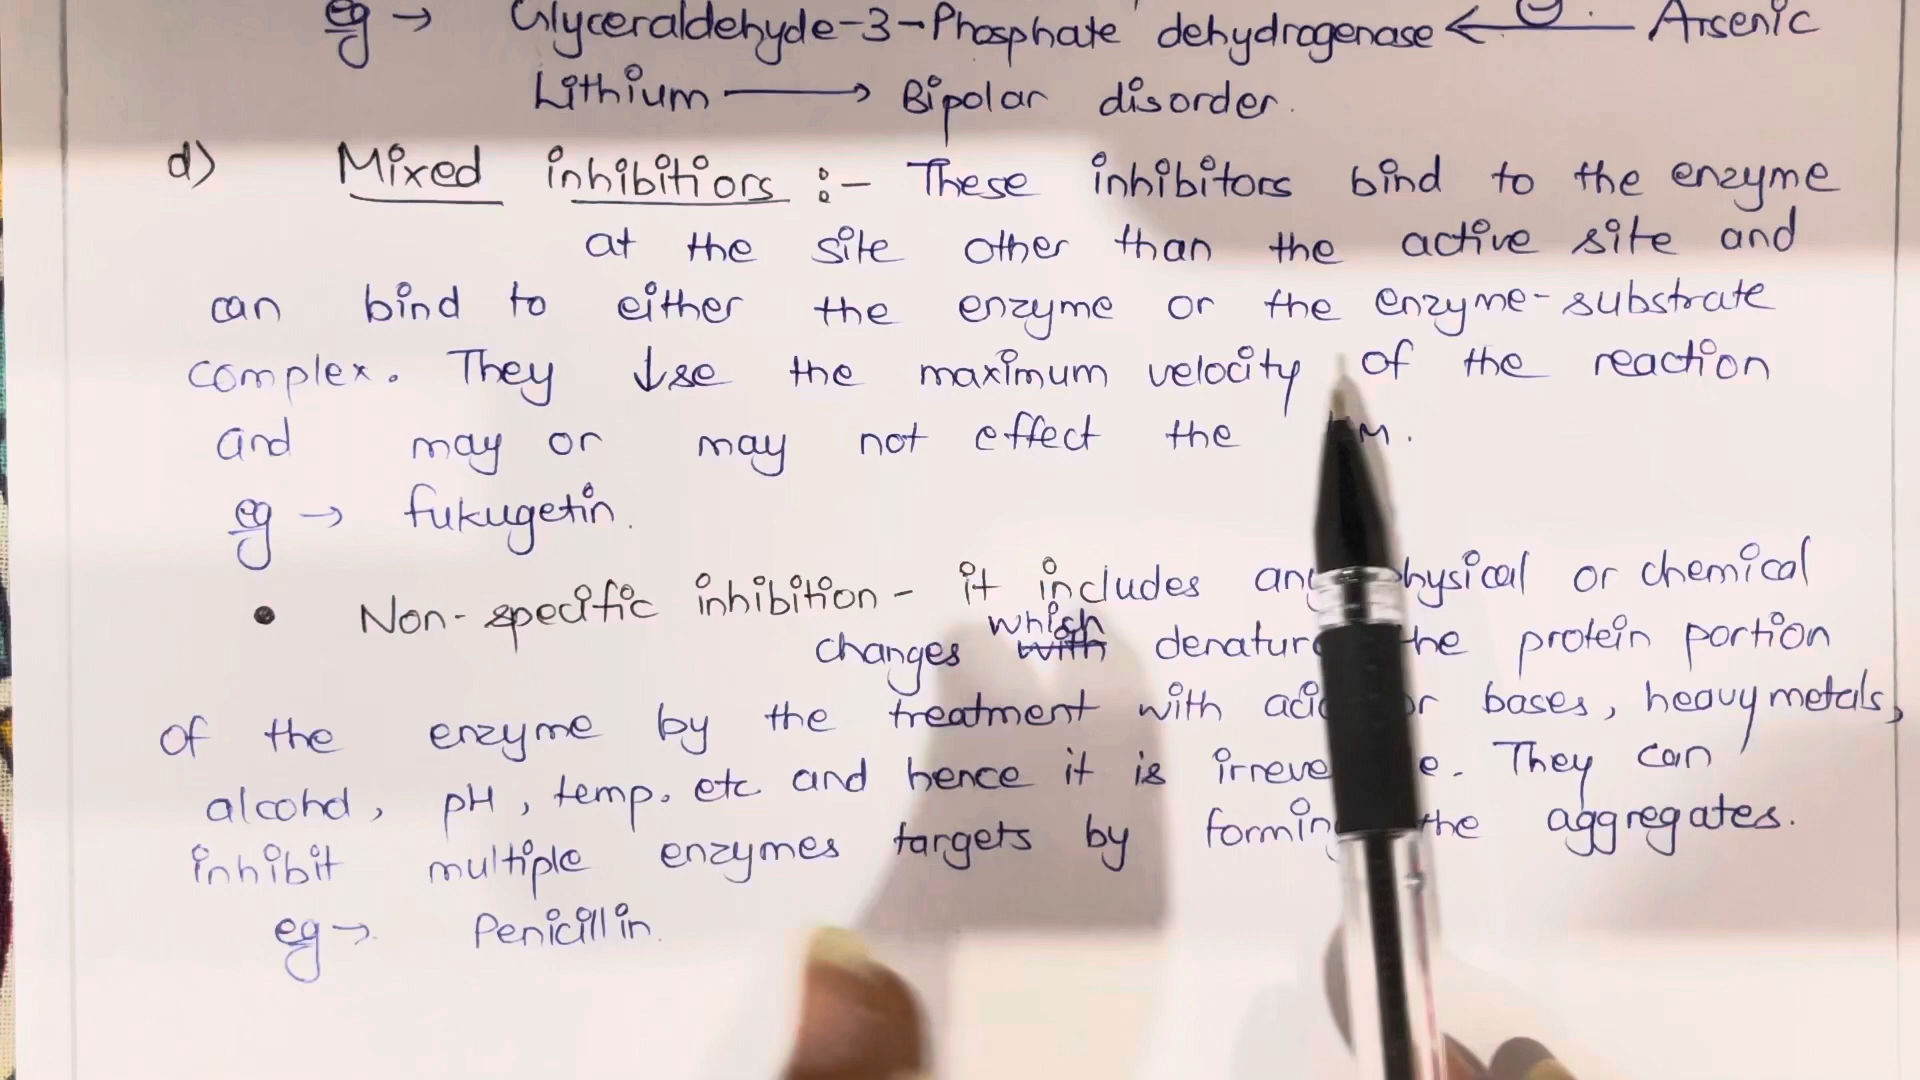 eg → Glyceraldehyde-3-Phosphate dehydrogenase ← Arsenic
Lithium → Bipolar disorder.
d) Mixed inhibitiors :- These inhibitors bind to the enzyme
at the site other than the active site and
can bind to either the enzyme or the enzyme-substrate
complex. They ↓se the maximum velocity of the reaction
and may or may not effect the M.
eg → fukugetin.
• Non-specific inhibition - it includes any physical or chemical
which
changes with denature the protein portion
of the enzyme by the treatment with acid or bases, heavy metals,
alcohol, pH, temp. etc and hence it is irreve e. They can
inhibit multiple enzymes targets by forming the aggregates.
eg → Penicillin.